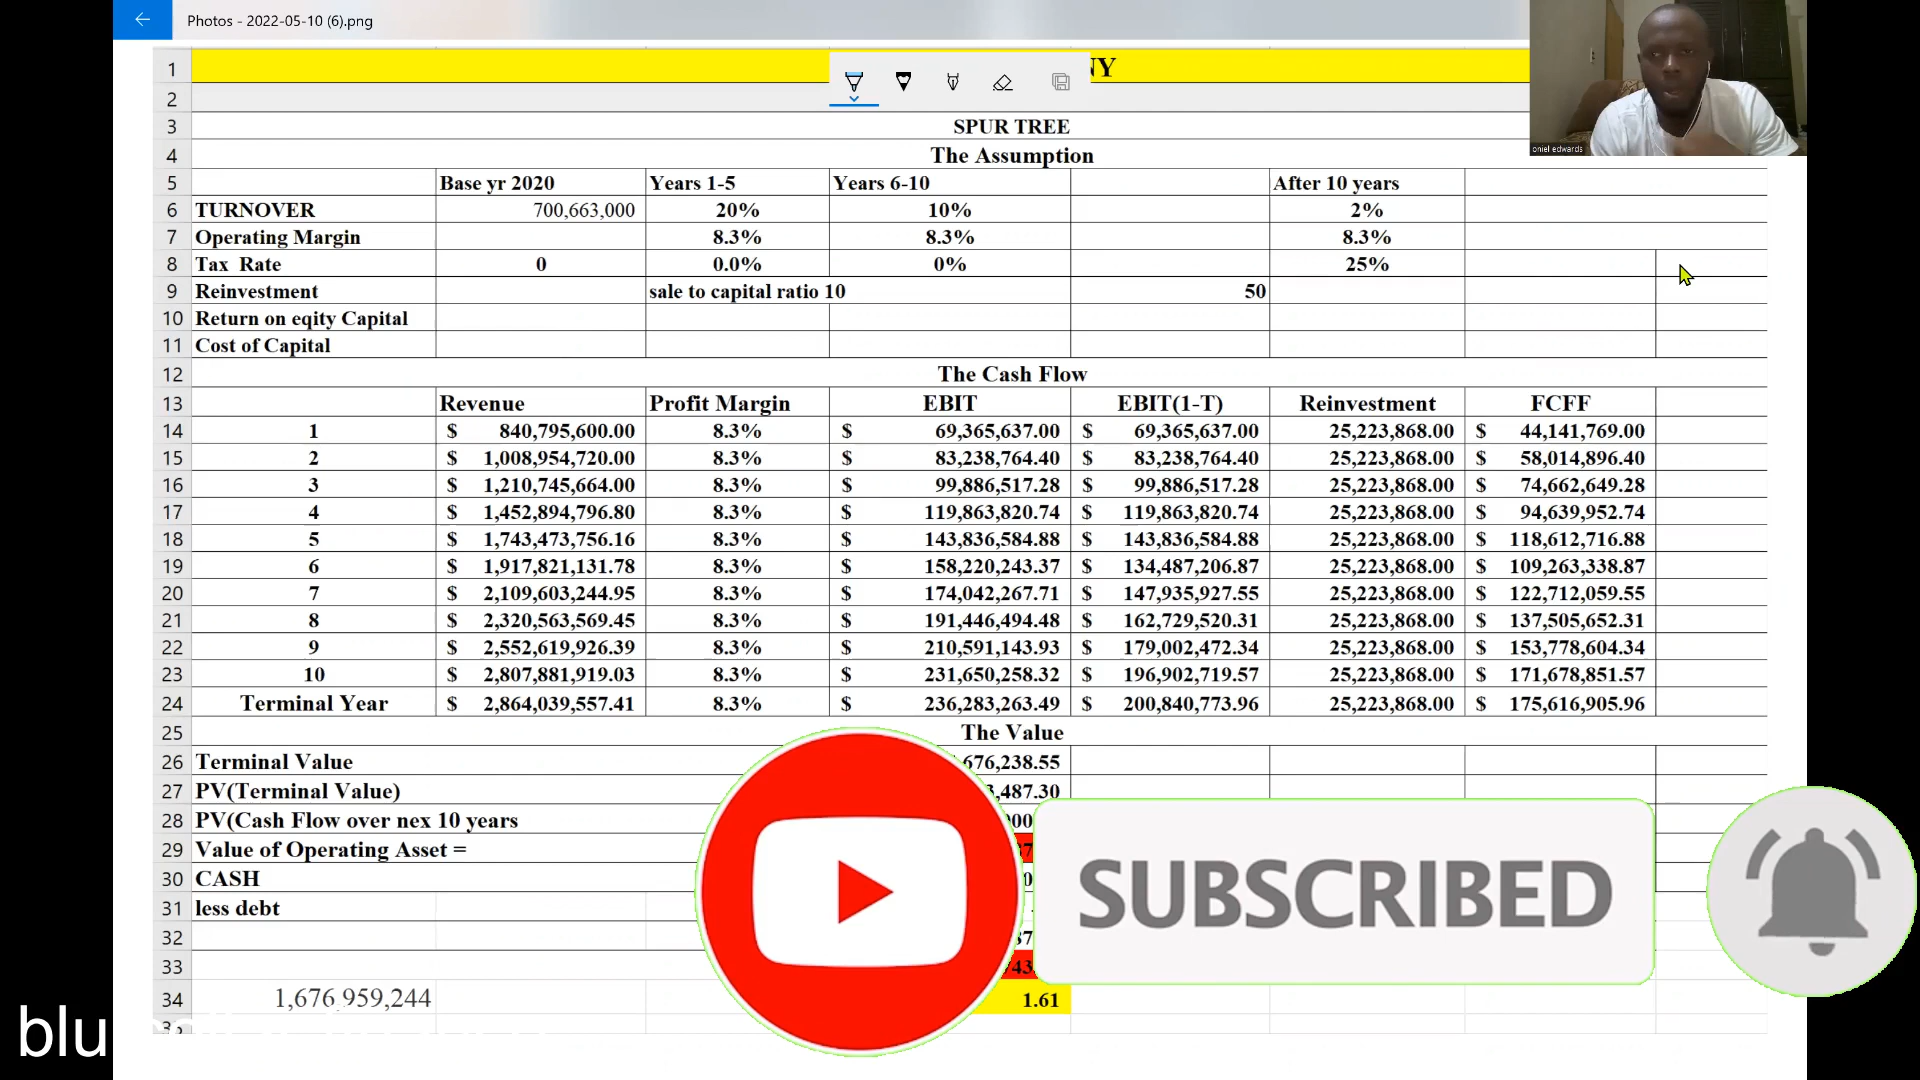 Photos - 2022-05-10 (6).png
oniel edwards
1 NY
2
3 SPUR TREE
4 The Assumption
5 Base yr 2020 Years 1-5 Years 6-10 After 10 years
6 TURNOVER 700,663,000 20% 10% 2%
7 Operating Margin 8.3% 8.3% 8.3%
8 Tax Rate 0 0.0% 0% 25%
9 Reinvestment sale to capital ratio 10 50
10 Return on eqity Capital
11 Cost of Capital
12 The Cash Flow
13 Revenue Profit Margin EBIT EBIT(1-T) Reinvestment FCFF
14 1 $ 840,795,600.00 8.3% $ 69,365,637.00 $ 69,365,637.00 25,223,868.00 $ 44,141,769.00
15 2 $ 1,008,954,720.00 8.3% $ 83,238,764.40 $ 83,238,764.40 25,223,868.00 $ 58,014,896.40
16 3 $ 1,210,745,664.00 8.3% $ 99,886,517.28 $ 99,886,517.28 25,223,868.00 $ 74,662,649.28
17 4 $ 1,452,894,796.80 8.3% $ 119,863,820.74 $ 119,863,820.74 25,223,868.00 $ 94,639,952.74
18 5 $ 1,743,473,756.16 8.3% $ 143,836,584.88 $ 143,836,584.88 25,223,868.00 $ 118,612,716.88
19 6 $ 1,917,821,131.78 8.3% $ 158,220,243.37 $ 134,487,206.87 25,223,868.00 $ 109,263,338.87
20 7 $ 2,109,603,244.95 8.3% $ 174,042,267.71 $ 147,935,927.55 25,223,868.00 $ 122,712,059.55
21 8 $ 2,320,563,569.45 8.3% $ 191,446,494.48 $ 162,729,520.31 25,223,868.00 $ 137,505,652.31
22 9 $ 2,552,619,926.39 8.3% $ 210,591,143.93 $ 179,002,472.34 25,223,868.00 $ 153,778,604.34
23 10 $ 2,807,881,919.03 8.3% $ 231,650,258.32 $ 196,902,719.57 25,223,868.00 $ 171,678,851.57
24 Terminal Year $ 2,864,039,557.41 8.3% $ 236,283,263.49 $ 200,840,773.96 25,223,868.00 $ 175,616,905.96
25 The Value
26 Terminal Value 676,238.55
27 PV(Terminal Value) ,487.30
28 PV(Cash Flow over nex 10 years
29 Value of Operating Asset =
30 CASH
31 less debt
32
33
34 1,676,959,244 1.61
SUBSCRIBED
blu